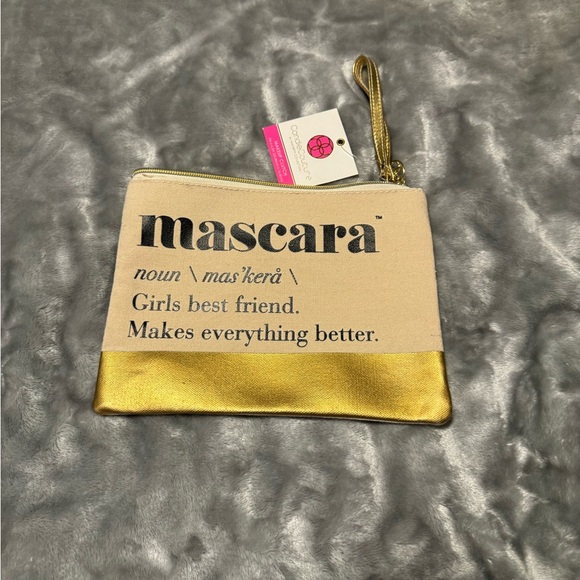 mascara™
noun \ mas'kerå \
Girls best friend.
Makes everything better.